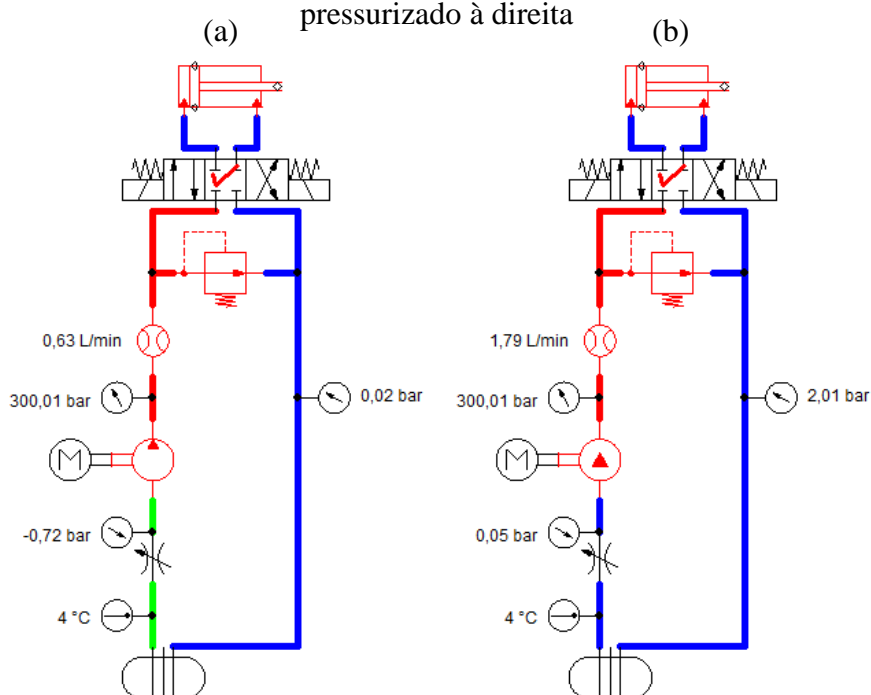 pressurizado à direita
(a)
(b)
0,63 L/min
300,01 bar
0,02 bar
M
-0,72 bar
4 °C
1,79 L/min
300,01 bar
2,01 bar
M
0,05 bar
4 °C